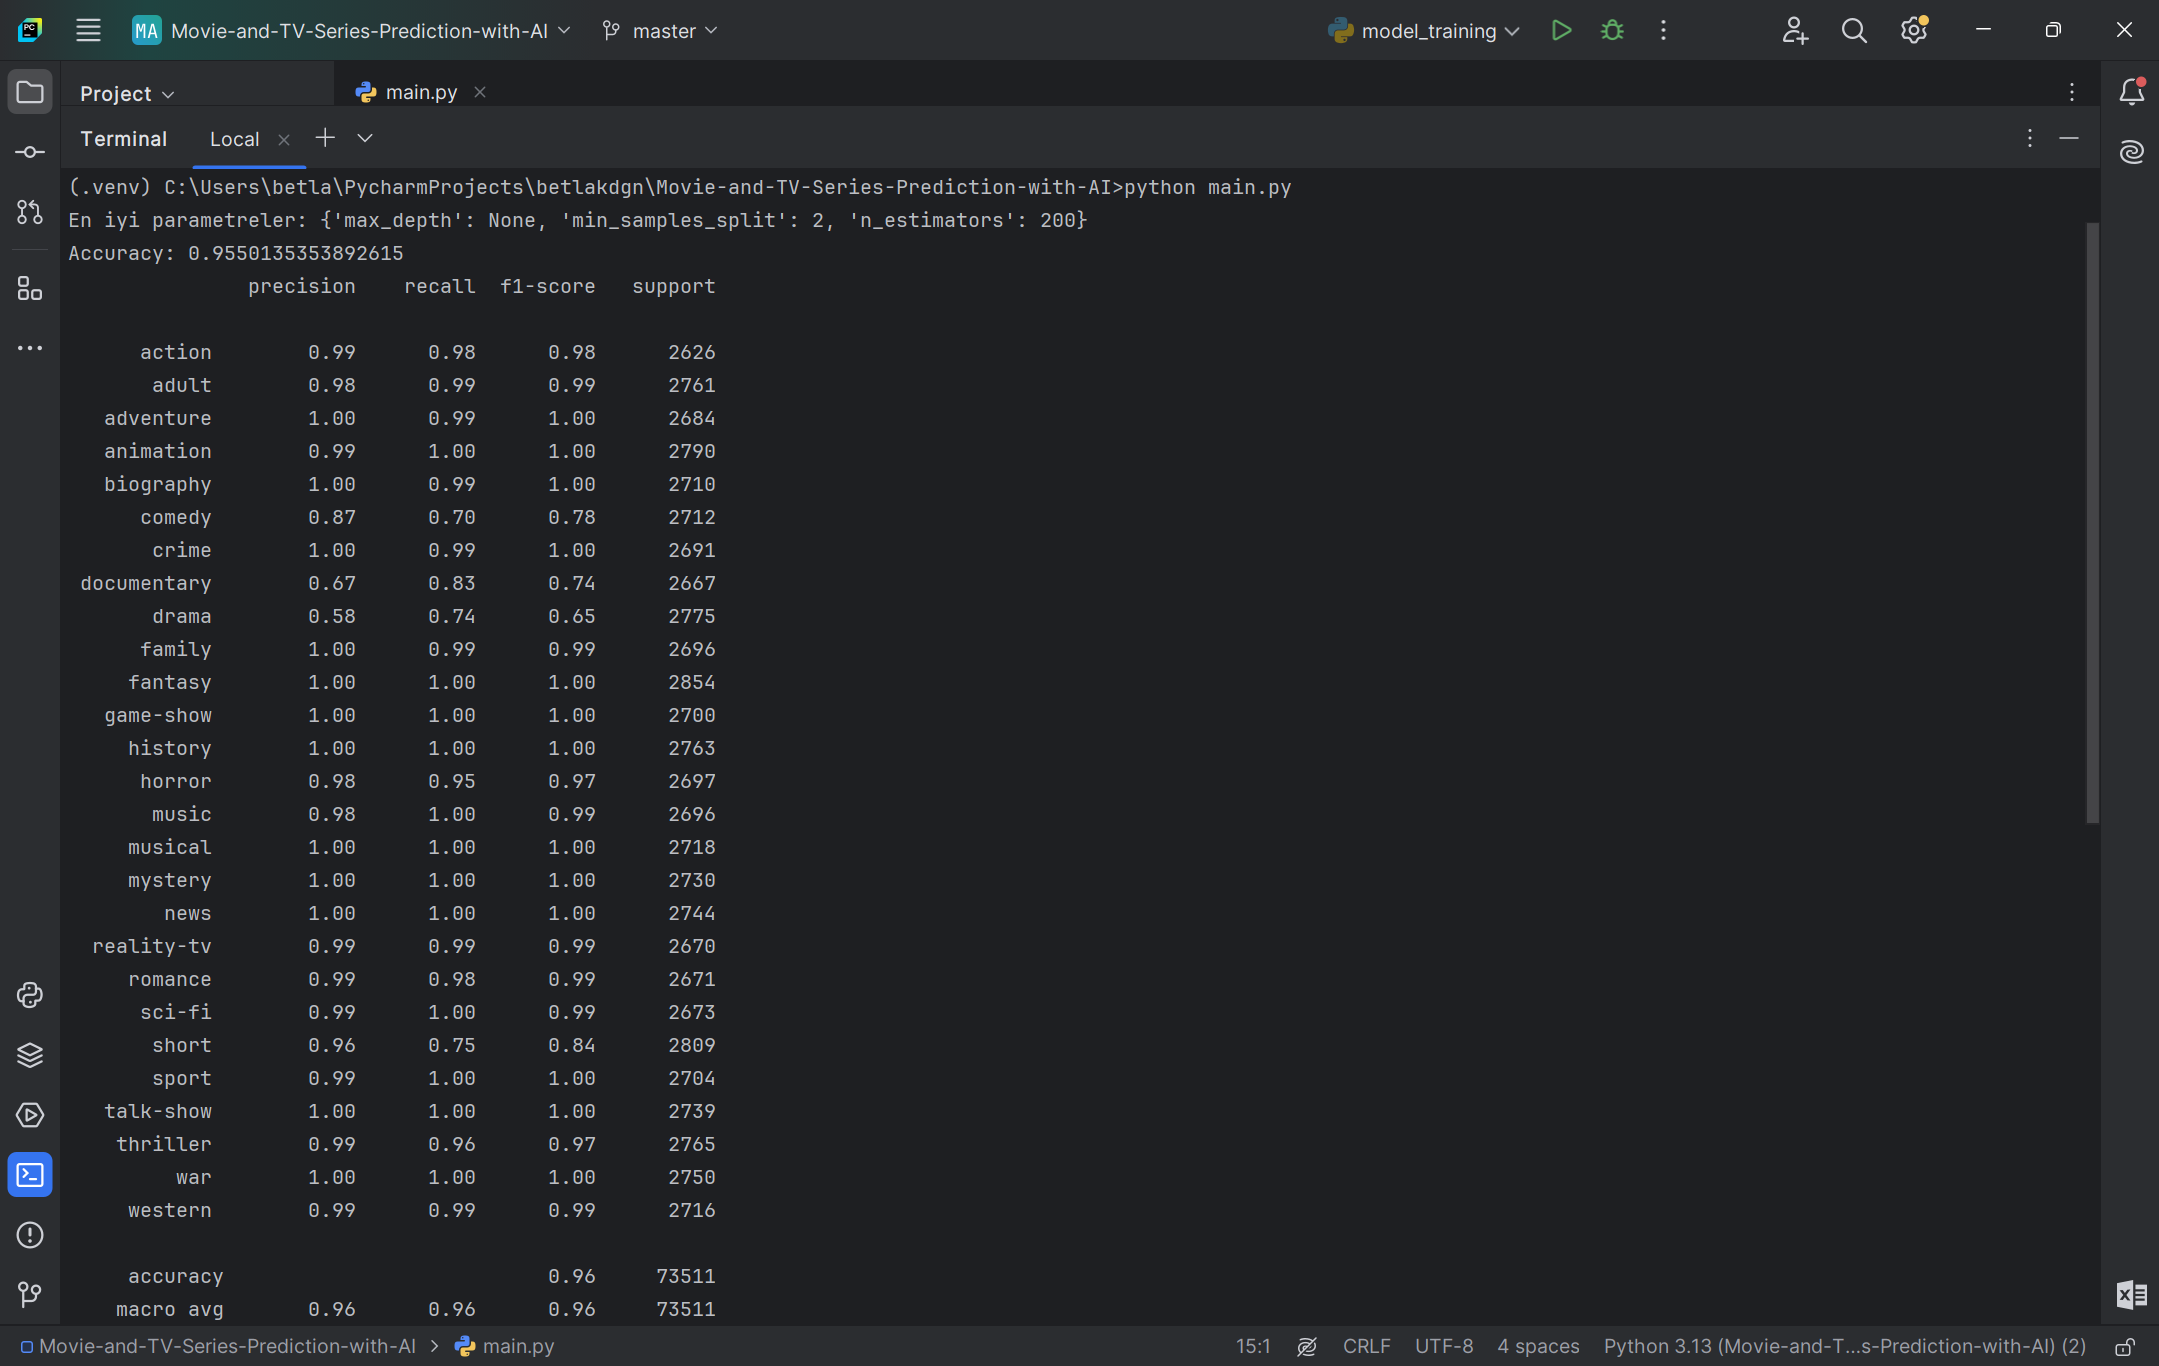 PC MA Movie-and-TV-Series-Prediction-with-AI master model_training
Project main.py
Terminal Local
(.venv) C:\Users\betla\PycharmProjects\betlakdgn\Movie-and-TV-Series-Prediction-with-AI>python main.py
En iyi parametreler: {'max_depth': None, 'min_samples_split': 2, 'n_estimators': 200}
Accuracy: 0.9550135353892615
precision recall f1-score support
action 0.99 0.98 0.98 2626
adult 0.98 0.99 0.99 2761
adventure 1.00 0.99 1.00 2684
animation 0.99 1.00 1.00 2790
biography 1.00 0.99 1.00 2710
comedy 0.87 0.70 0.78 2712
crime 1.00 0.99 1.00 2691
documentary 0.67 0.83 0.74 2667
drama 0.58 0.74 0.65 2775
family 1.00 0.99 0.99 2696
fantasy 1.00 1.00 1.00 2854
game-show 1.00 1.00 1.00 2700
history 1.00 1.00 1.00 2763
horror 0.98 0.95 0.97 2697
music 0.98 1.00 0.99 2696
musical 1.00 1.00 1.00 2718
mystery 1.00 1.00 1.00 2730
news 1.00 1.00 1.00 2744
reality-tv 0.99 0.99 0.99 2670
romance 0.99 0.98 0.99 2671
sci-fi 0.99 1.00 0.99 2673
short 0.96 0.75 0.84 2809
sport 0.99 1.00 1.00 2704
talk-show 1.00 1.00 1.00 2739
thriller 0.99 0.96 0.97 2765
war 1.00 1.00 1.00 2750
western 0.99 0.99 0.99 2716
accuracy 0.96 73511
macro avg 0.96 0.96 0.96 73511
Movie-and-TV-Series-Prediction-with-AI > main.py 15:1 CRLF UTF-8 4 spaces Python 3.13 (Movie-and-T...s-Prediction-with-AI) (2)